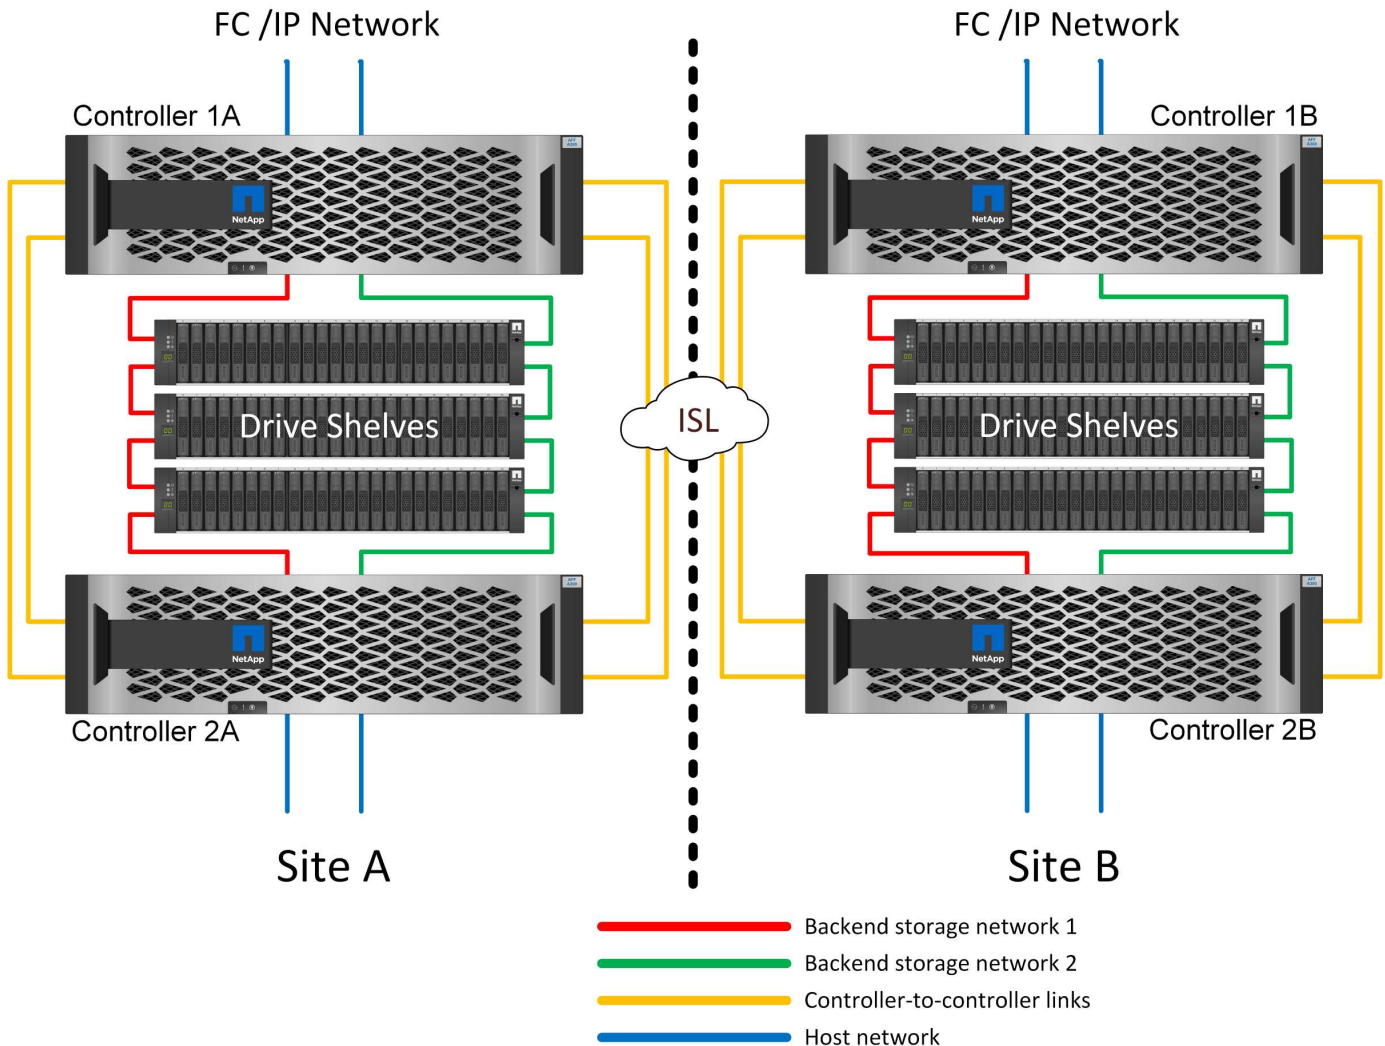 FC /IP Network
FC /IP Network
Controller 1A
Controller 1B
NetApp
NetApp
Drive Shelves
ISL
Drive Shelves
NetApp
NetApp
Controller 2A
Controller 2B
Site A
Site B
Backend storage network 1
Backend storage network 2
Controller-to-controller links
Host network